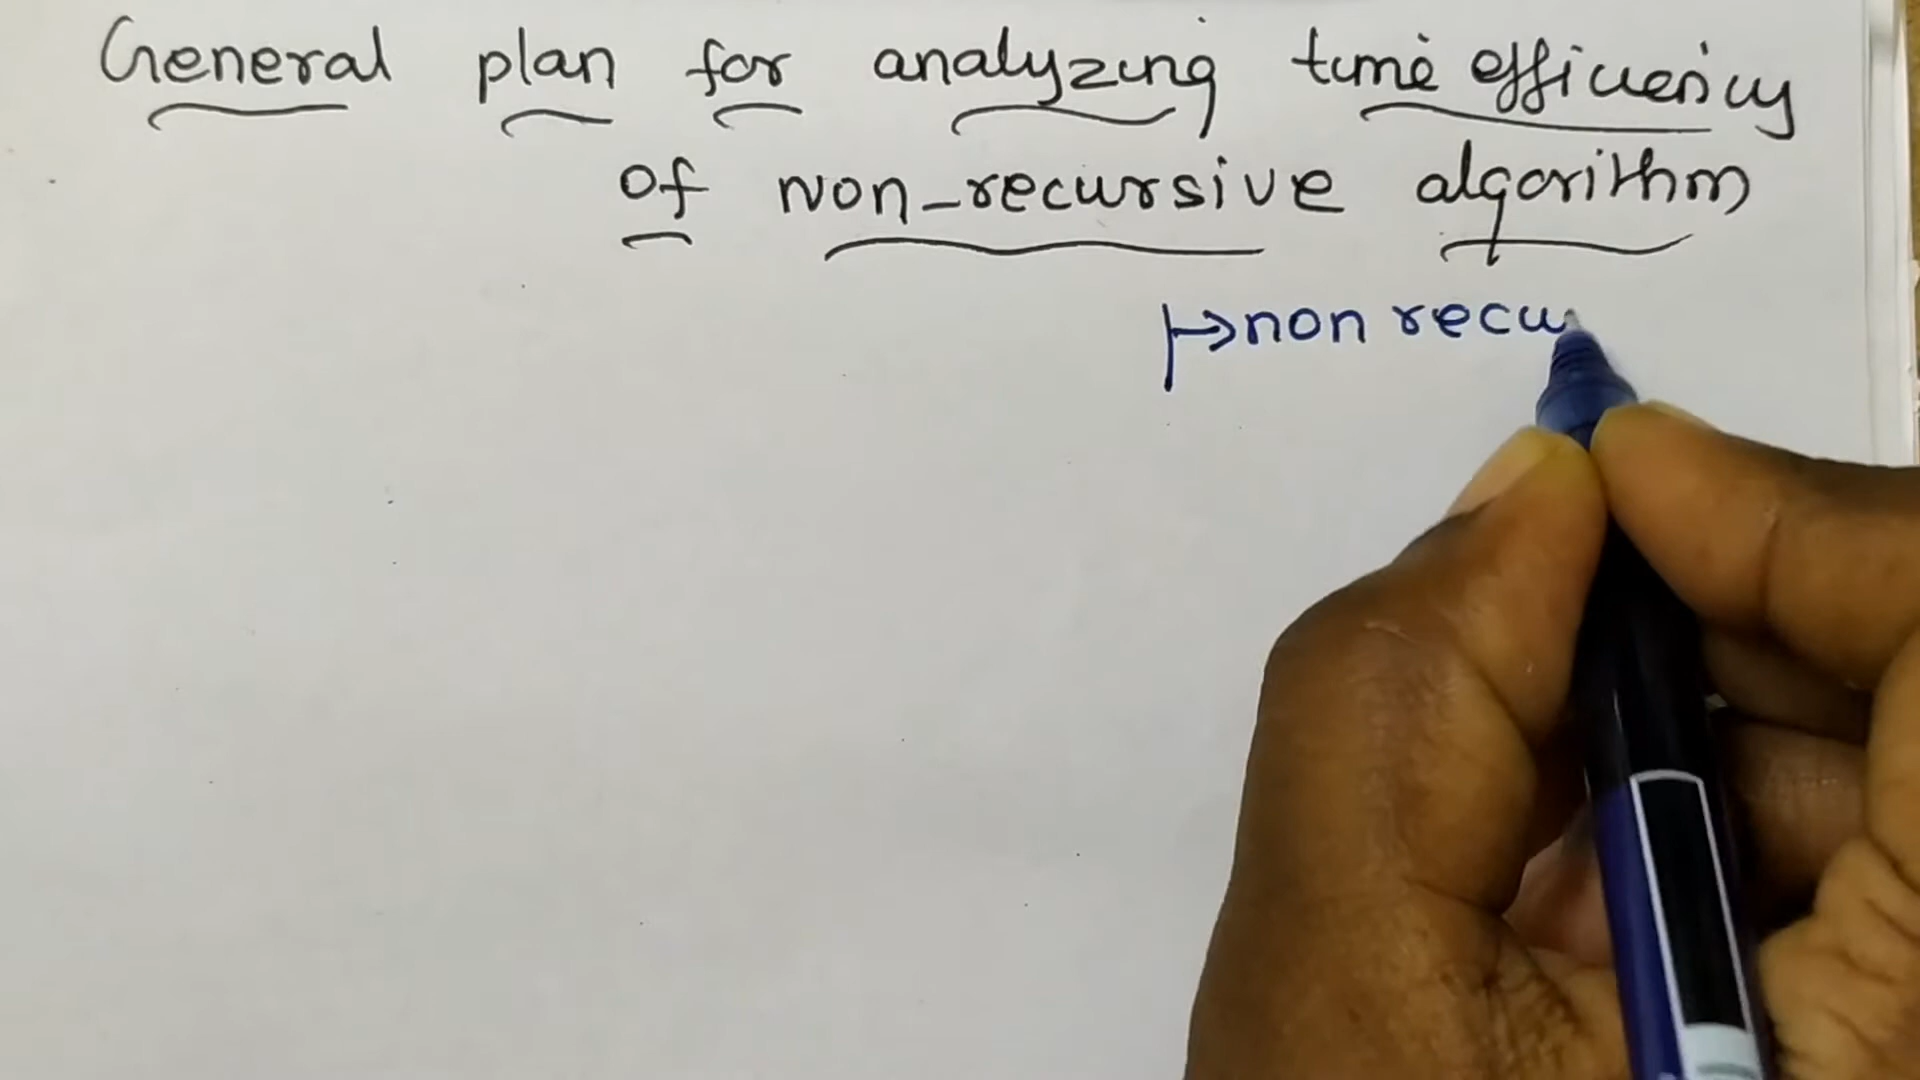 General plan for analyzing time efficiency
of non-recursive algorithm
non recu